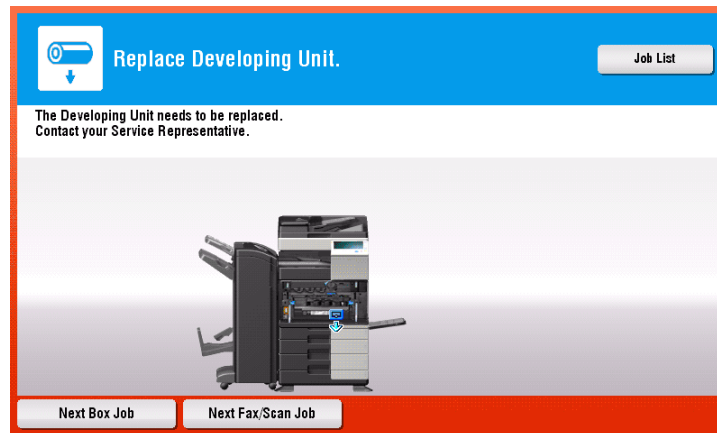 Replace Developing Unit.
Job List
The Developing Unit needs to be replaced.
Contact your Service Representative.
Next Box Job
Next Fax/Scan Job